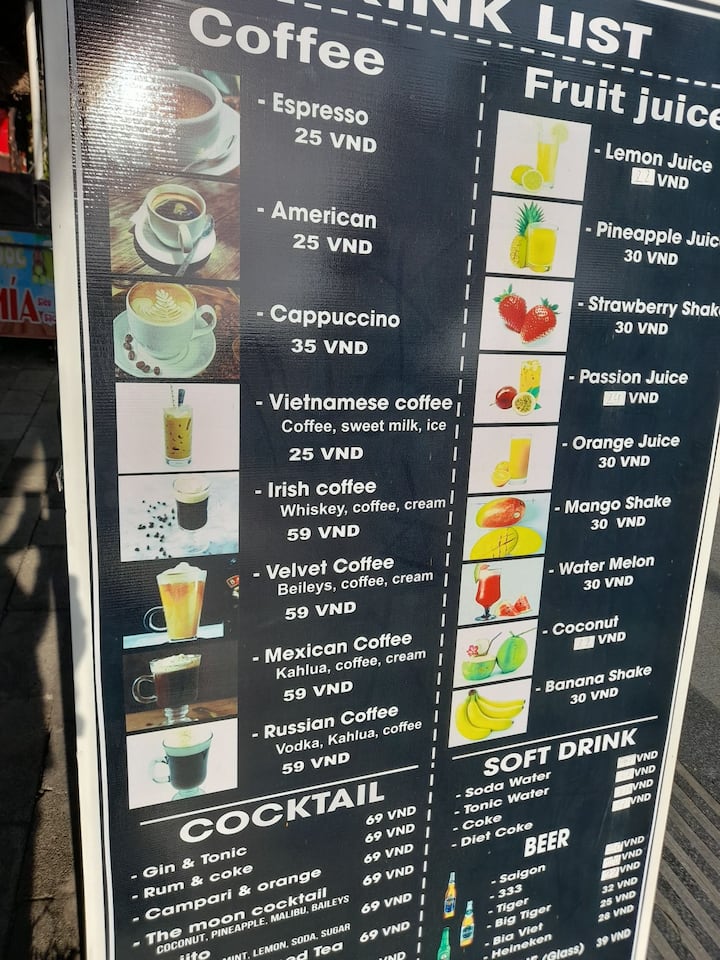 DRINK LIST
Coffee
- Espresso
25 VND
- American
25 VND
- Cappuccino
35 VND
- Vietnamese coffee
Coffee, sweet milk, ice
25 VND
- Irish coffee
Whiskey, coffee, cream
59 VND
- Velvet Coffee
Beileys, coffee, cream
59 VND
- Mexican Coffee
Kahlua, coffee, cream
59 VND
- Russian Coffee
Vodka, Kahlua, coffee
59 VND
COCKTAIL
- Gin & Tonic 69 VND
- Rum & coke 69 VND
- Campari & orange 69 VND
- The moon cocktail 69 VND
COCONUT, PINEAPPLE, MALIBU, BAILEYS
69 VND
MINT, LEMON, SODA, SUGAR
Tea 69 VND
VND
Fruit juice
- Lemon Juice
VND
- Pineapple Juic
30 VND
- Strawberry Shak
30 VND
- Passion Juice
VND
- Orange Juice
30 VND
- Mango Shake
30 VND
- Water Melon
30 VND
- Coconut
VND
- Banana Shake
30 VND
SOFT DRINK
- Soda Water VND
- Tonic Water VND
- Coke VND
- Diet Coke VND
BEER
- Saigon VND
- 333 VND
- Tiger VND
- Big Tiger 32 VND
- Bia Viet 25 VND
- Heineken 28 VND
(Glass) 39 VND
MÍA